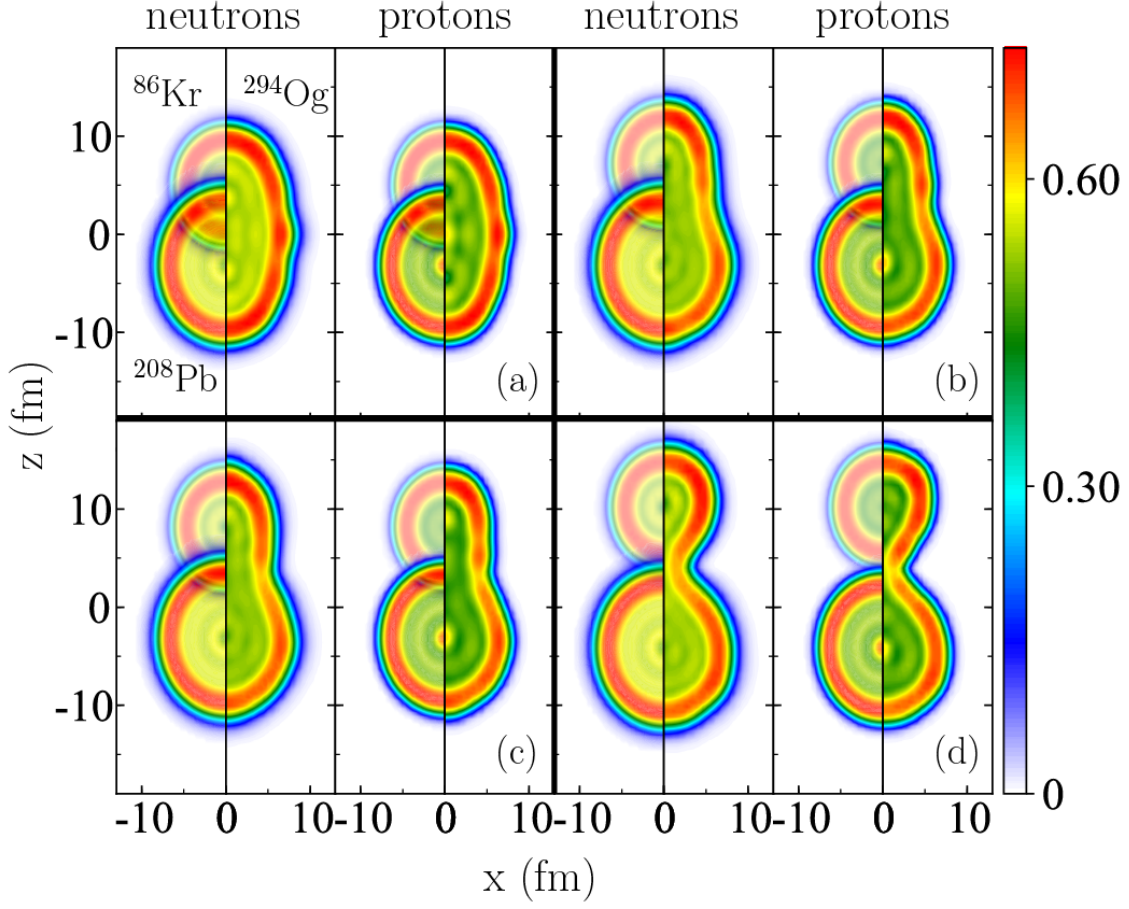 neutrons protons neutrons protons
⁸⁶Kr ²⁹⁴Og
10
0
-10
²⁰⁸Pb
(a) (b)
0.60
0.30
0
z (fm)
10
0
-10
(c) (d)
-10 0 10 -10 0 10 -10 0 10 -10 0 10
x (fm)